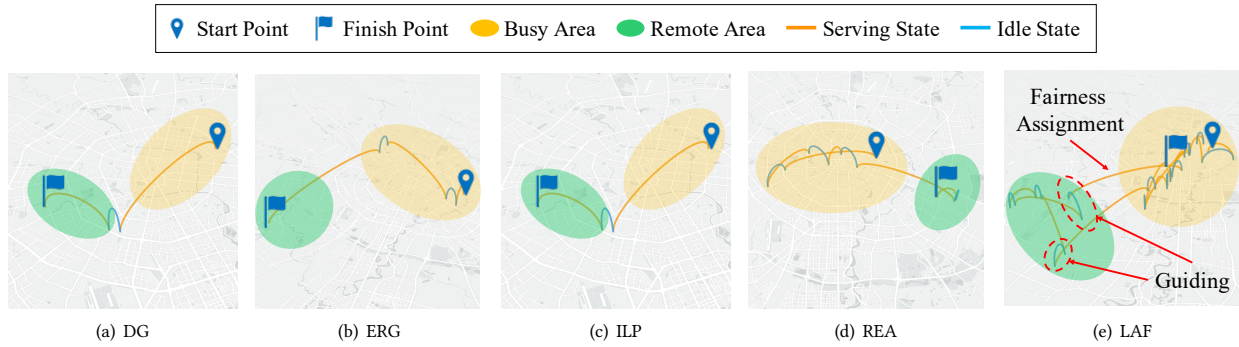 Start Point Finish Point Busy Area Remote Area Serving State Idle State
Fairness
Assignment
Guiding
(a) DG
(b) ERG
(c) ILP
(d) REA
(e) LAF